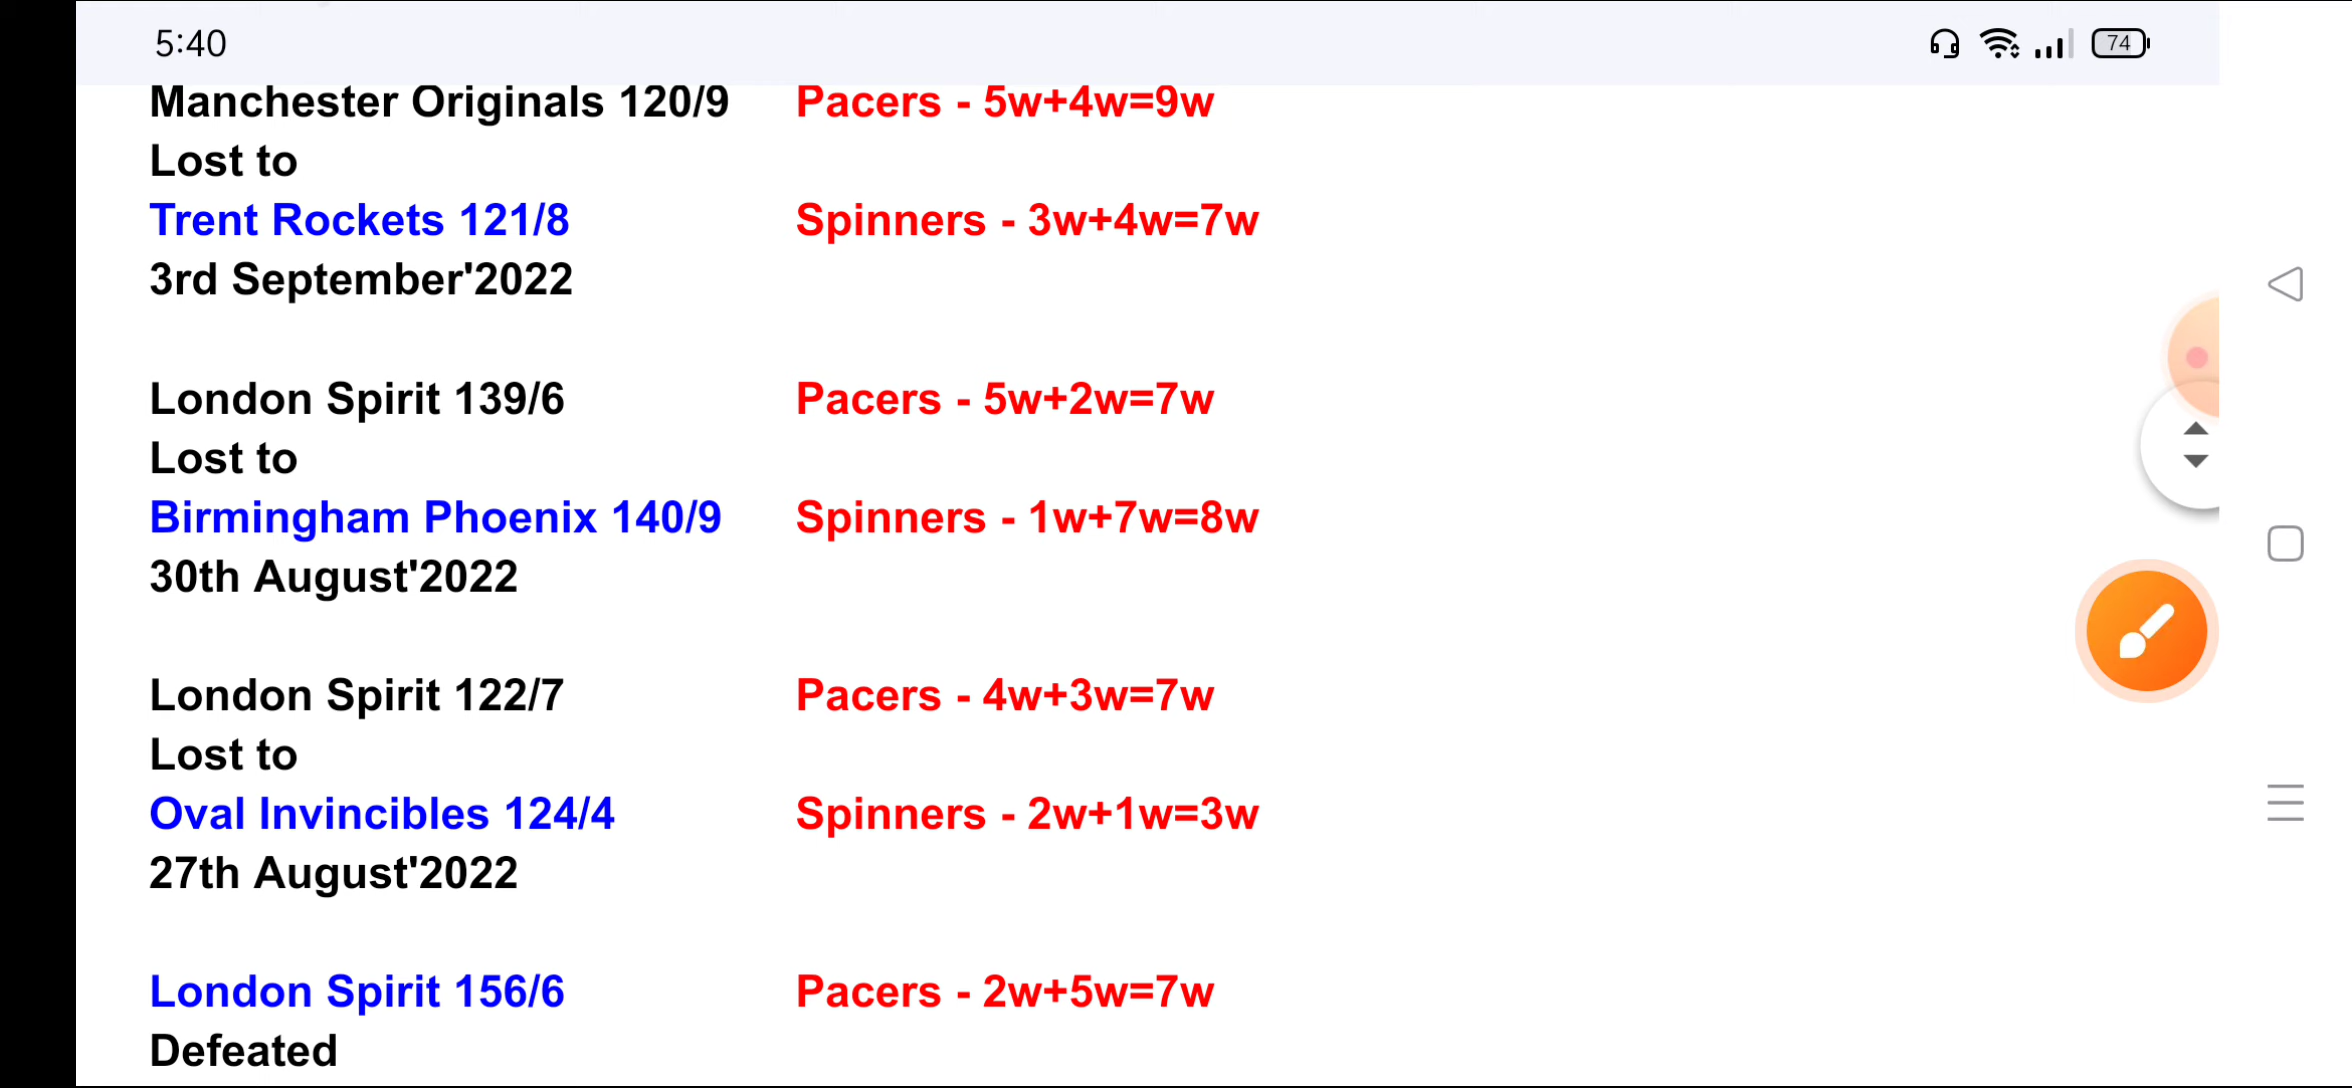 5:40
74
Manchester Originals 120/9 Pacers - 5w+4w=9w
Lost to
Trent Rockets 121/8 Spinners - 3w+4w=7w
3rd September'2022
London Spirit 139/6 Pacers - 5w+2w=7w
Lost to
Birmingham Phoenix 140/9 Spinners - 1w+7w=8w
30th August'2022
London Spirit 122/7 Pacers - 4w+3w=7w
Lost to
Oval Invincibles 124/4 Spinners - 2w+1w=3w
27th August'2022
London Spirit 156/6 Pacers - 2w+5w=7w
Defeated